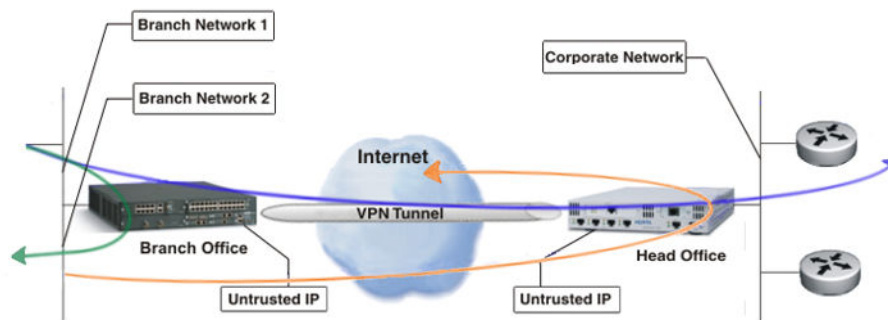 Branch Network 1
Corporate Network
Branch Network 2
Internet
VPN Tunnel
Branch Office
Head Office
Untrusted IP
Untrusted IP